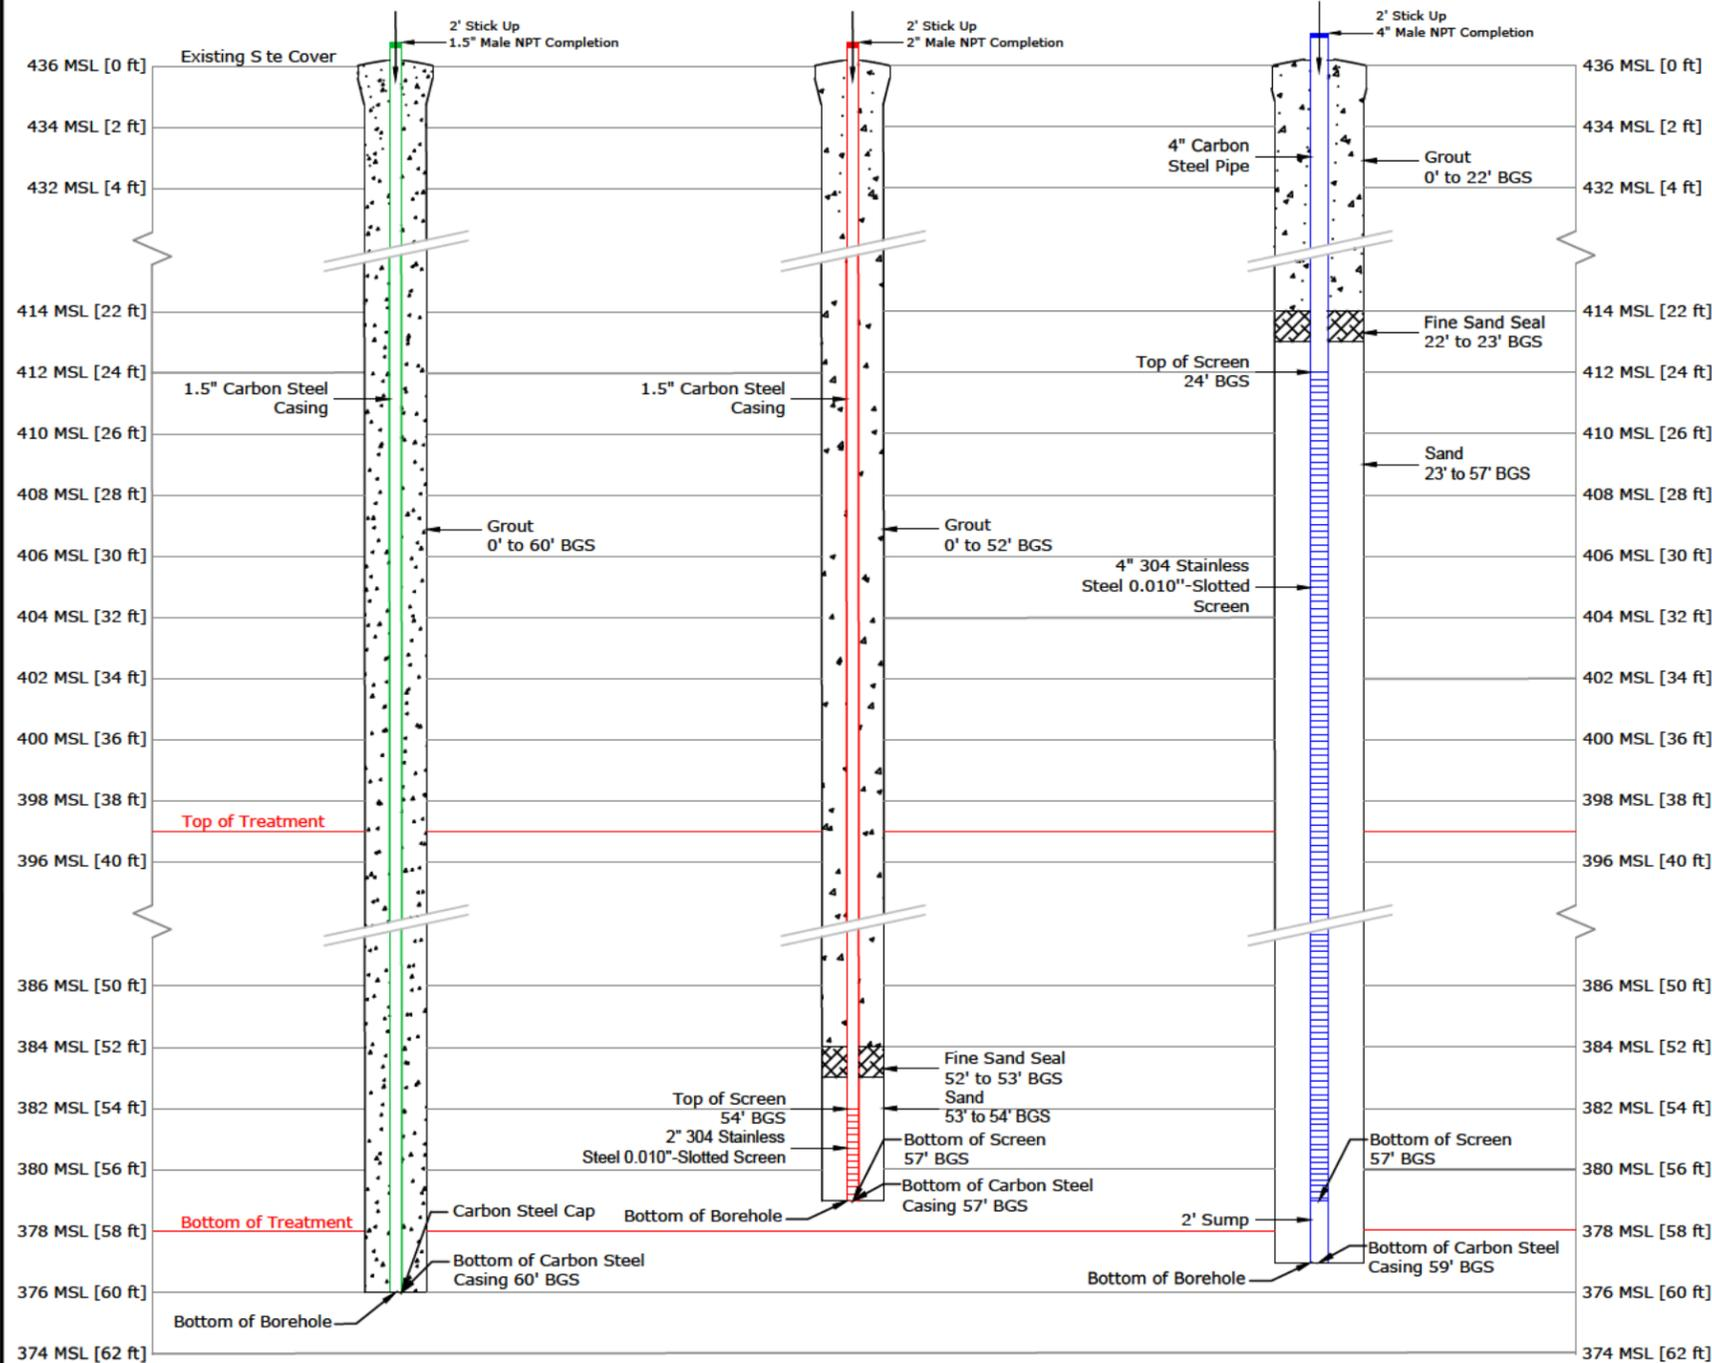 2' Stick Up
1.5" Male NPT Completion
2' Stick Up
2" Male NPT Completion
2' Stick Up
4" Male NPT Completion
Existing S te Cover
436 MSL [0 ft]
434 MSL [2 ft]
432 MSL [4 ft]
414 MSL [22 ft]
412 MSL [24 ft]
410 MSL [26 ft]
408 MSL [28 ft]
406 MSL [30 ft]
404 MSL [32 ft]
402 MSL [34 ft]
400 MSL [36 ft]
398 MSL [38 ft]
396 MSL [40 ft]
386 MSL [50 ft]
384 MSL [52 ft]
382 MSL [54 ft]
380 MSL [56 ft]
378 MSL [58 ft]
376 MSL [60 ft]
374 MSL [62 ft]
1.5" Carbon Steel
Casing
Grout
0' to 60' BGS
Top of Treatment
Bottom of Treatment
Carbon Steel Cap
Bottom of Carbon Steel
Casing 60' BGS
Bottom of Borehole
1.5" Carbon Steel
Casing
Grout
0' to 52' BGS
Fine Sand Seal
52' to 53' BGS
Sand
53' to 54' BGS
Top of Screen
54' BGS
2" 304 Stainless
Steel 0.010"-Slotted Screen
Bottom of Screen
57' BGS
Bottom of Carbon Steel
Casing 57' BGS
Bottom of Borehole
4" Carbon
Steel Pipe
Grout
0' to 22' BGS
Fine Sand Seal
22' to 23' BGS
Top of Screen
24' BGS
Sand
23' to 57' BGS
4" 304 Stainless
Steel 0.010''-Slotted
Screen
Bottom of Screen
57' BGS
2' Sump
Bottom of Carbon Steel
Casing 59' BGS
Bottom of Borehole
436 MSL [0 ft]
434 MSL [2 ft]
432 MSL [4 ft]
414 MSL [22 ft]
412 MSL [24 ft]
410 MSL [26 ft]
408 MSL [28 ft]
406 MSL [30 ft]
404 MSL [32 ft]
402 MSL [34 ft]
400 MSL [36 ft]
398 MSL [38 ft]
396 MSL [40 ft]
386 MSL [50 ft]
384 MSL [52 ft]
382 MSL [54 ft]
380 MSL [56 ft]
378 MSL [58 ft]
376 MSL [60 ft]
374 MSL [62 ft]